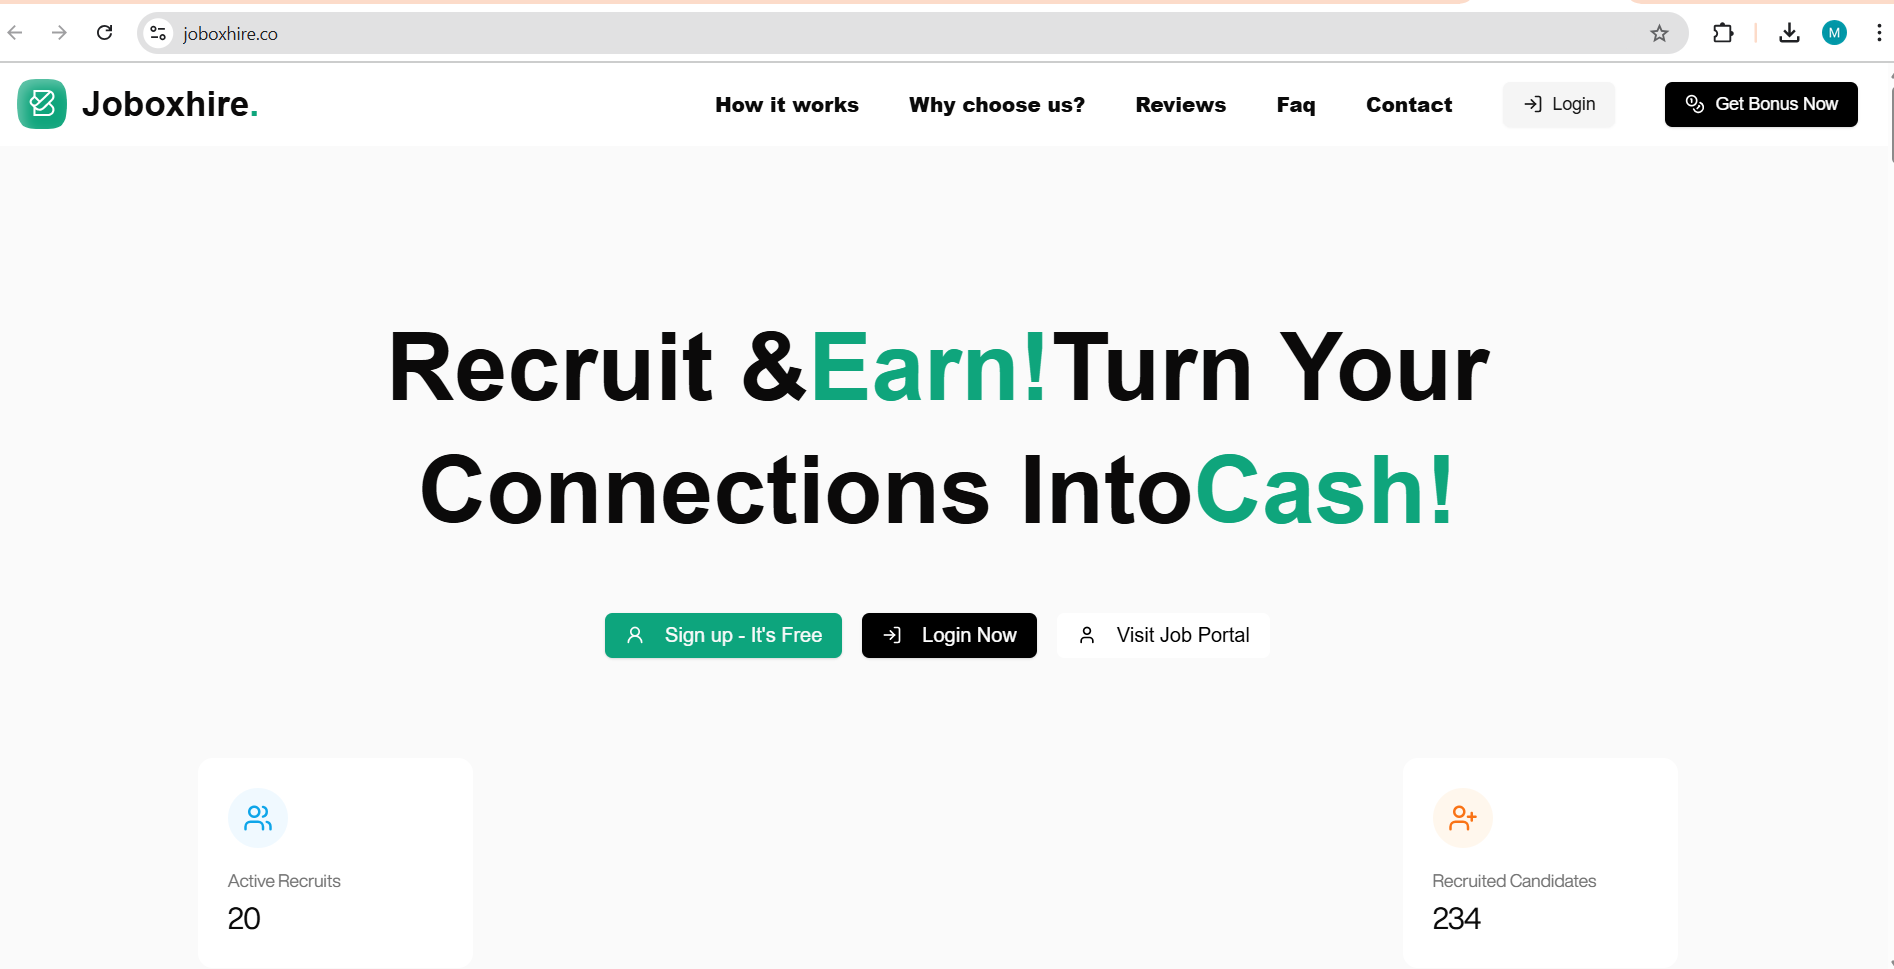 joboxhire.co
M
Joboxhire.
How it works
Why choose us?
Reviews
Faq
Contact
Login
Get Bonus Now
Recruit &Earn!Turn Your
Connections IntoCash!
Sign up - It's Free
Login Now
Visit Job Portal
Active Recruits
20
Recruited Candidates
234